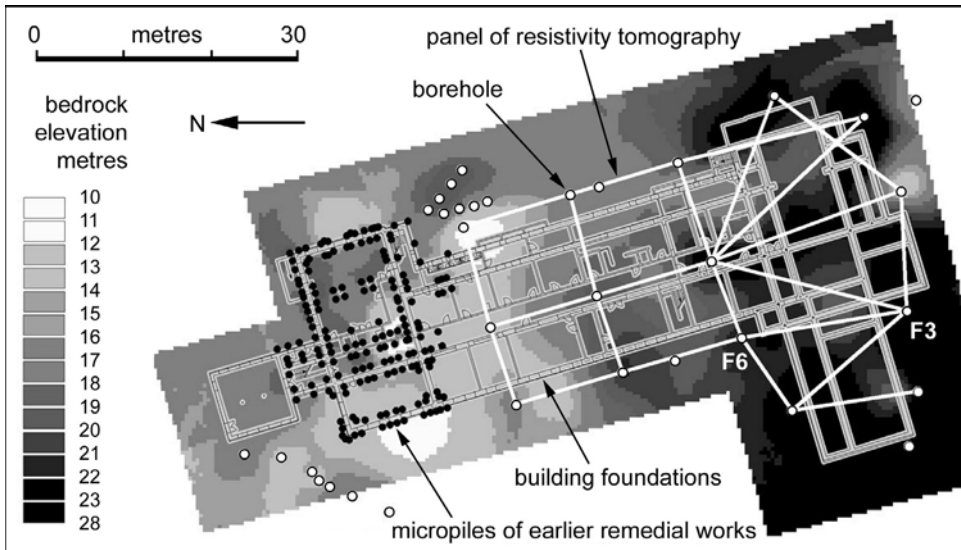 0 metres 30
panel of resistivity tomography
borehole
bedrock
elevation
metres
N
10
11
12
13
14
15
16
17
18
19
20
21
22
23
28
F3
F6
building foundations
micropiles of earlier remedial works